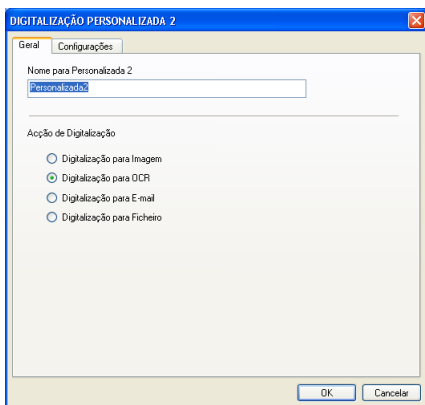 DIGITALIZAÇÃO PERSONALIZADA 2
Geral Configurações
Nome para Personalizada 2
Personalizada2
Acção de Digitalização
Digitalização para Imagem
Digitalização para OCR
Digitalização para E-mail
Digitalização para Ficheiro
OK Cancelar